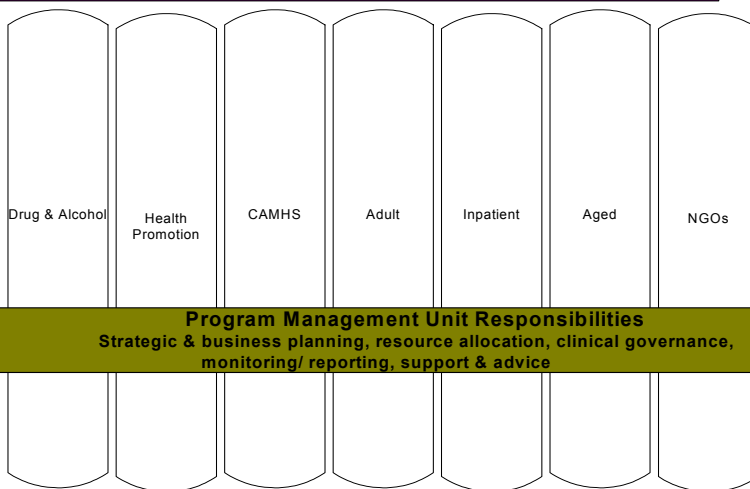 Drug & Alcohol
Health
Promotion
CAMHS
Adult
Inpatient
Aged
NGOs
Program Management Unit Responsibilities
Strategic & business planning, resource allocation, clinical governance,
monitoring/ reporting, support & advice